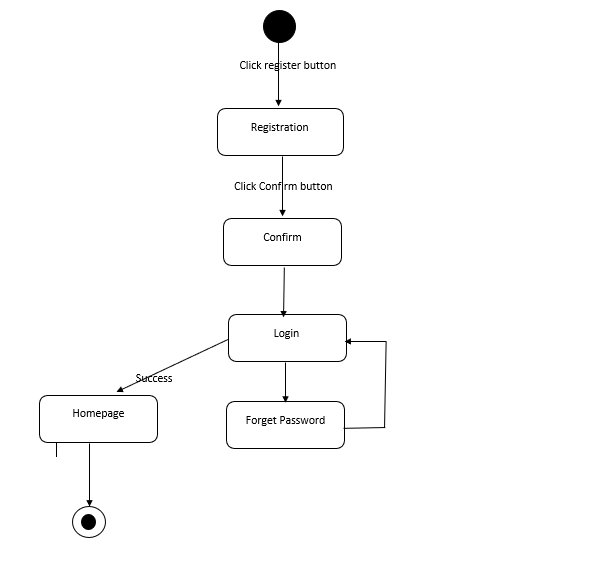 Click register button
Registration
Click Confirm button
Confirm
Login
Success
Homepage
Forget Password